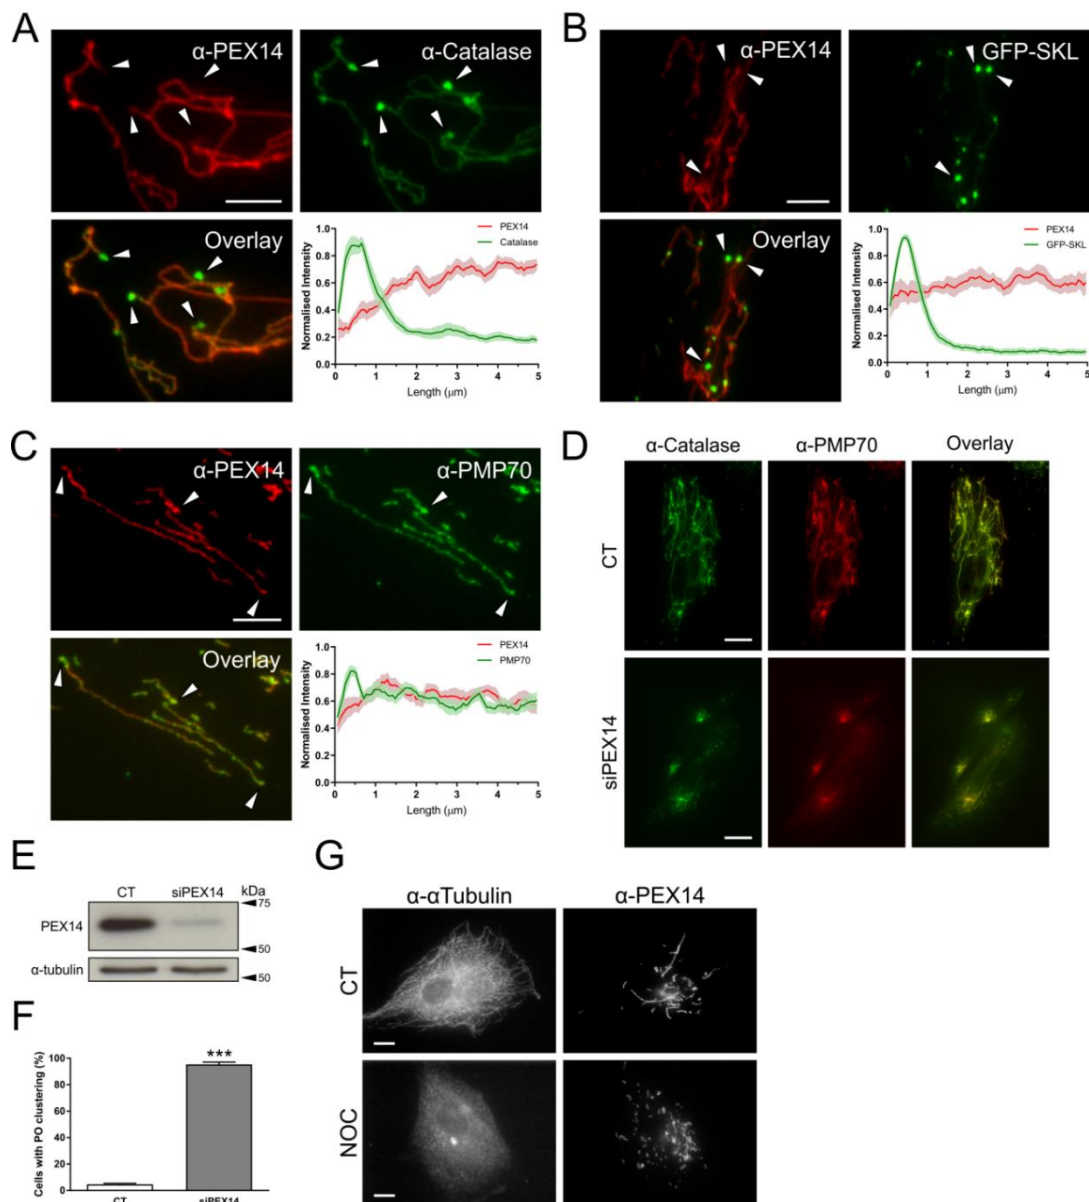 A
α-PEX14
α-Catalase
Overlay
PEX14
Catalase
Normalised Intensity
1.0
0.8
0.6
0.4
0.2
0.0
0 1 2 3 4 5
Length (μm)
B
α-PEX14
GFP-SKL
Overlay
PEX14
GFP-SKL
Normalised Intensity
1.0
0.8
0.6
0.4
0.2
0.0
0 1 2 3 4 5
Length (μm)
C
α-PEX14
α-PMP70
Overlay
PEX14
PMP70
Normalised Intensity
1.0
0.8
0.6
0.4
0.2
0.0
0 1 2 3 4 5
Length (μm)
D
α-Catalase α-PMP70 Overlay
CT
siPEX14
E
CT siPEX14 kDa
PEX14
75
50
α-tubulin
50
F
Cells with PO clustering (%)
100
80
60
40
20
0
***
CT siPEX14
G
α-αTubulin α-PEX14
CT
NOC